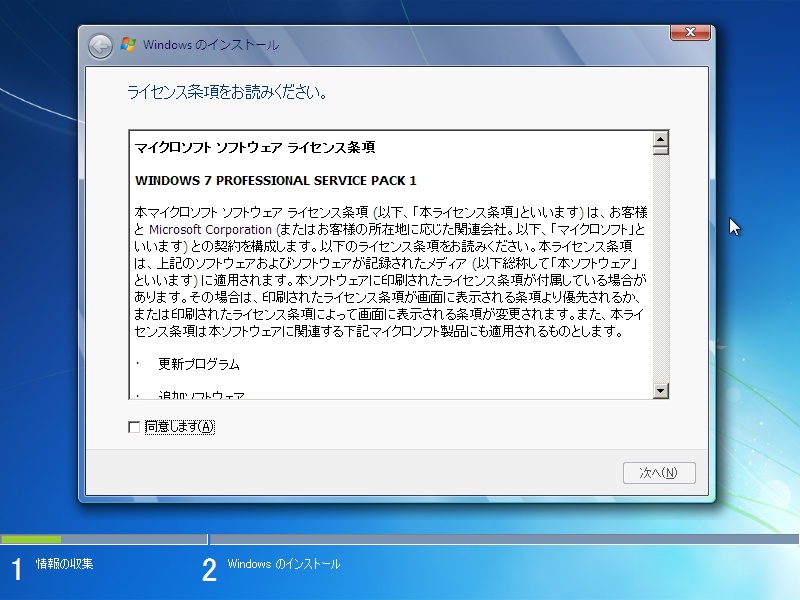 Windows のインストール
ライセンス条項をお読みください。
マイクロソフト ソフトウェア ライセンス条項
WINDOWS 7 PROFESSIONAL SERVICE PACK 1
本マイクロソフト ソフトウェア ライセンス条項 (以下、「本ライセンス条項」といいます) は、お客様
と Microsoft Corporation (またはお客様の所在地に応じた関連会社。以下、「マイクロソフト」と
いいます) との契約を構成します。以下のライセンス条項をお読みください。本ライセンス条項
は、上記のソフトウェアおよびソフトウェアが記録されたメディア (以下総称して「本ソフトウェア」
といいます) に適用されます。本ソフトウェアに印刷されたライセンス条項が付属している場合が
あります。その場合は、印刷されたライセンス条項が画面に表示される条項より優先されるか、
または印刷されたライセンス条項によって画面に表示される条項が変更されます。また、本ライ
センス条項は本ソフトウェアに関連する下記マイクロソフト製品にも適用されるものとします。
· 更新プログラム
· 追加ソフトウェア
同意します(A)
次へ(N)
1 情報の収集
2 Windows のインストール